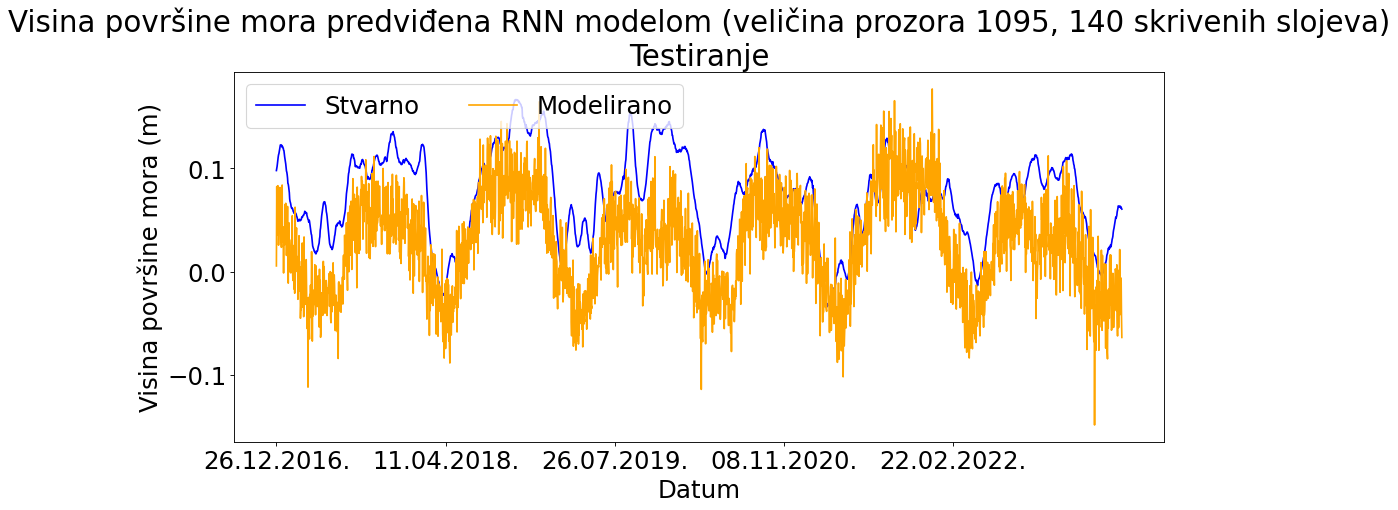 Visina površine mora predviđena RNN modelom (veličina prozora 1095, 140 skrivenih slojeva)
Testiranje
Stvarno Modelirano
Visina površine mora (m)
0.1
0.0
−0.1
26.12.2016. 11.04.2018. 26.07.2019. 08.11.2020. 22.02.2022.
Datum